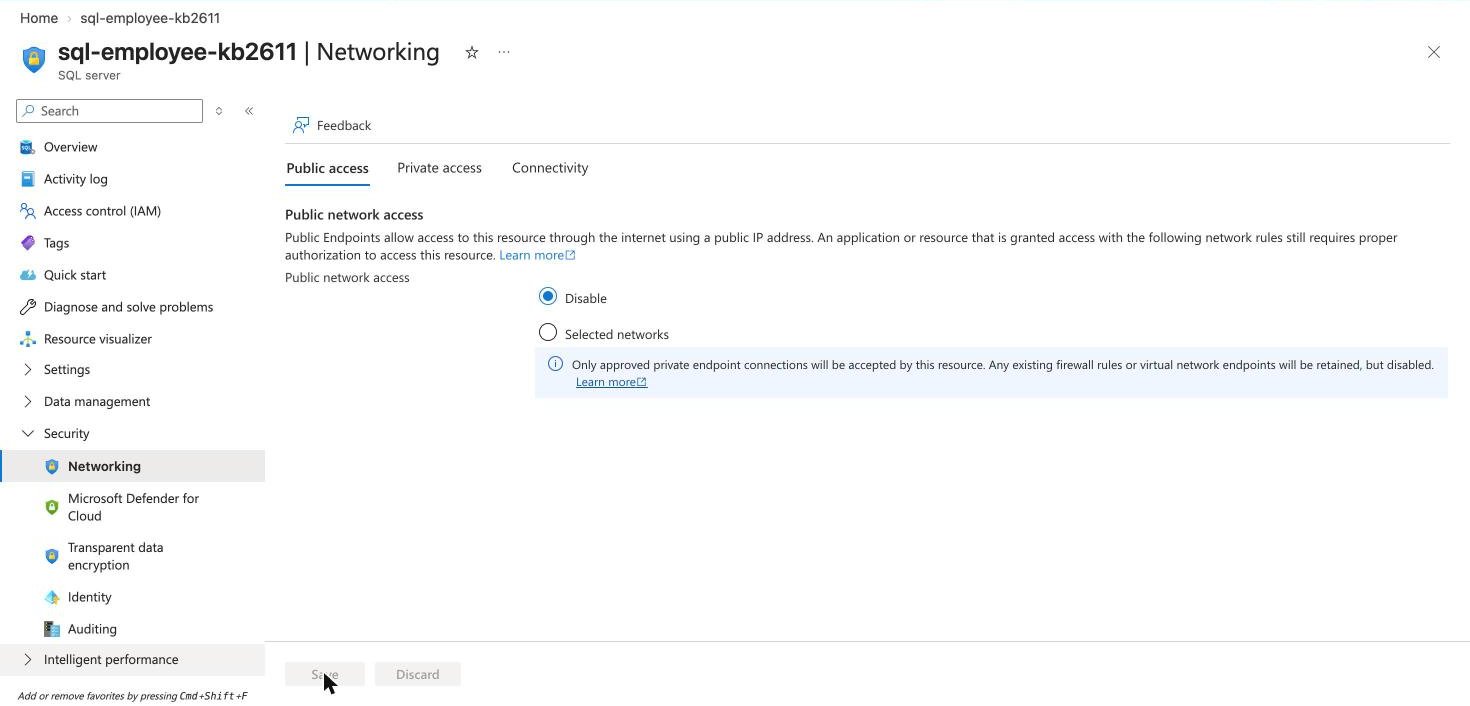 Home › sql-employee-kb2611
sql-employee-kb2611 | Networking
SQL server
Search
Overview
Activity log
Access control (IAM)
Tags
Quick start
Diagnose and solve problems
Resource visualizer
Settings
Data management
Security
Networking
Microsoft Defender for
Cloud
Transparent data
encryption
Identity
Auditing
Intelligent performance
Add or remove favorites by pressing Cmd+Shift+F
Feedback
Public access Private access Connectivity
Public network access
Public Endpoints allow access to this resource through the internet using a public IP address. An application or resource that is granted access with the following network rules still requires proper
authorization to access this resource. Learn more
Public network access
Disable
Selected networks
Only approved private endpoint connections will be accepted by this resource. Any existing firewall rules or virtual network endpoints will be retained, but disabled.
Learn more
Save Discard